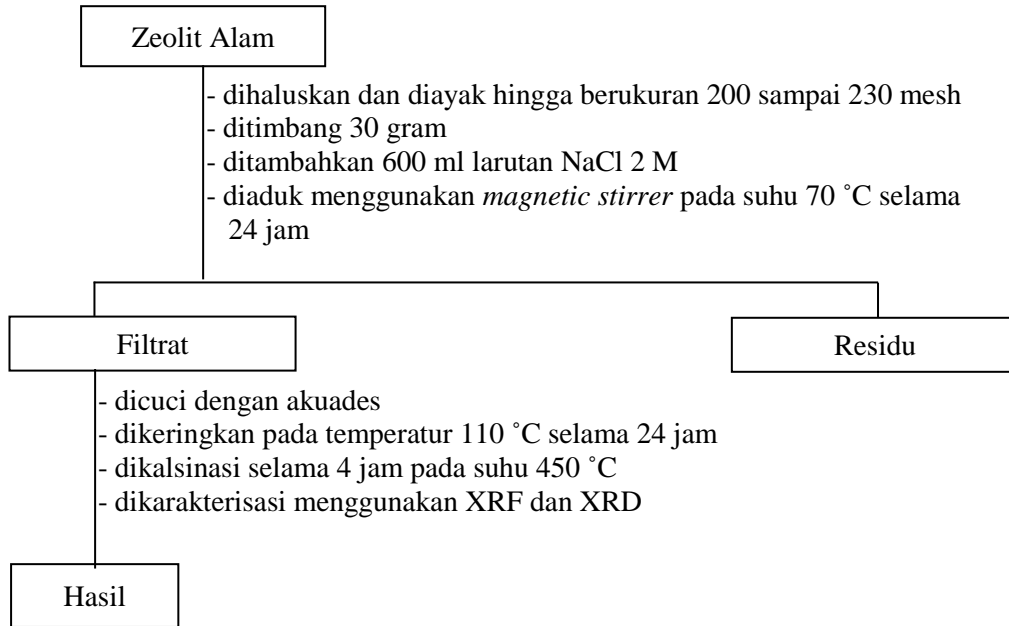 Zeolit Alam
- dihaluskan dan diayak hingga berukuran 200 sampai 230 mesh
- ditimbang 30 gram
- ditambahkan 600 ml larutan NaCl 2 M
- diaduk menggunakan magnetic stirrer pada suhu 70 ˚C selama
24 jam
Filtrat
Residu
- dicuci dengan akuades
- dikeringkan pada temperatur 110 ˚C selama 24 jam
- dikalsinasi selama 4 jam pada suhu 450 ˚C
- dikarakterisasi menggunakan XRF dan XRD
Hasil